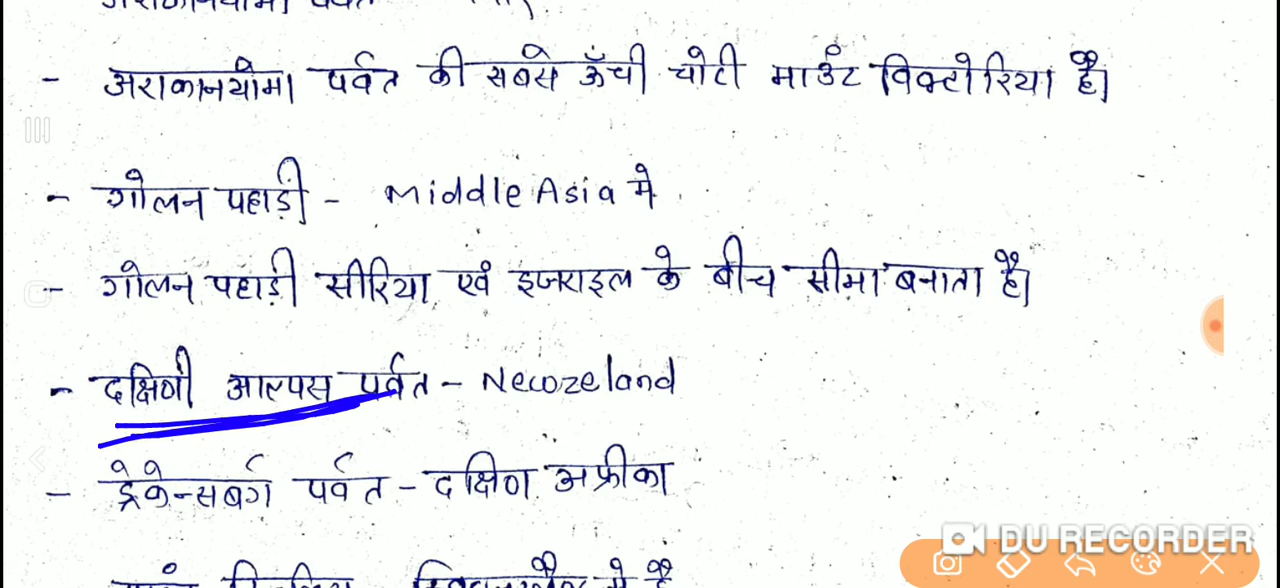 - अराकानयोमा पर्वत की सबसे ऊँची चोटी माउंट विक्टोरिया है।
- गोलन पहाड़ी - Middle Asia मे
- गोलन पहाड़ी सीरिया एवं इजराइल के बीच सीमा बनाता है।
- दक्षिणी आल्पस पर्वत - Newzeland
- ड्रेकेन्सबर्ग पर्वत - दक्षिण अफ्रीका
DU RECORDER